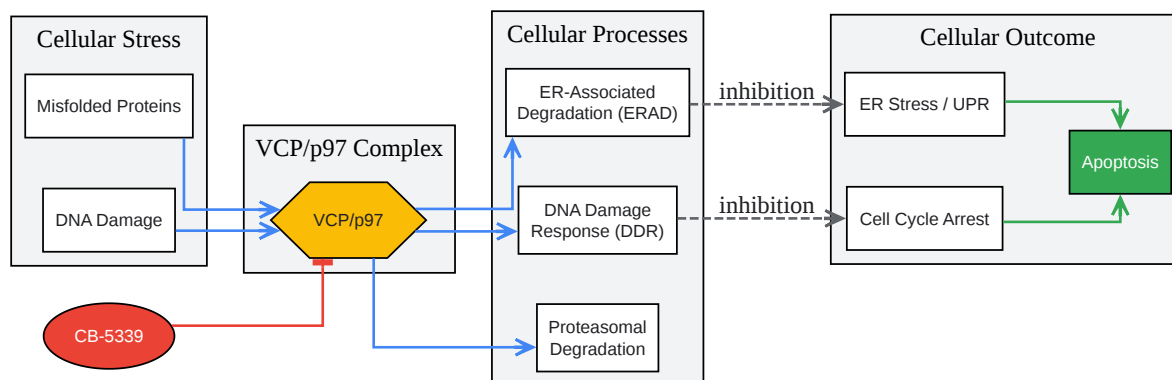 Cellular Stress
Misfolded Proteins
DNA Damage
CB-5339
VCP/p97 Complex
VCP/p97
Cellular Processes
ER-Associated
Degradation (ERAD)
DNA Damage
Response (DDR)
Proteasomal
Degradation
inhibition
inhibition
Cellular Outcome
ER Stress / UPR
Cell Cycle Arrest
Apoptosis